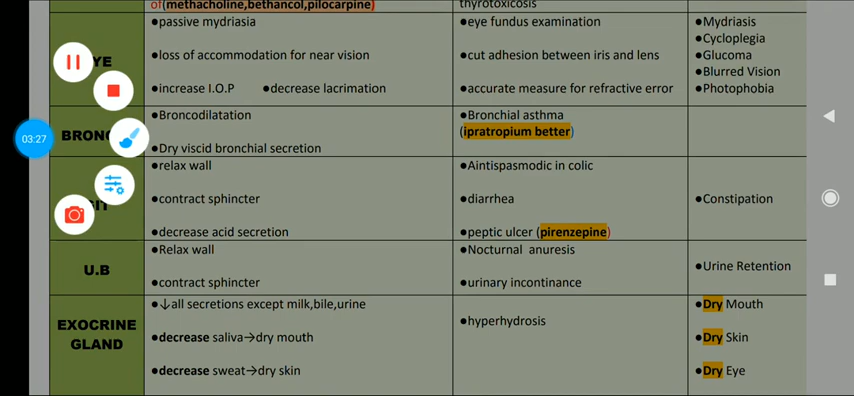 of(methacholine,bethancol,pilocarpine)
thyrotoxicosis
YE
●passive mydriasia
●loss of accommodation for near vision
●increase I.O.P ●decrease lacrimation
●eye fundus examination
●cut adhesion between iris and lens
●accurate measure for refractive error
●Mydriasis
●Cycloplegia
●Glucoma
●Blurred Vision
●Photophobia
03:27
BRON
●Broncodilatation
●Dry viscid bronchial secretion
●Bronchial asthma
(ipratropium better)
●relax wall
●contract sphincter
●decrease acid secretion
●Aintispasmodic in colic
●diarrhea
●peptic ulcer (pirenzepine)
●Constipation
U.B
●Relax wall
●contract sphincter
●Nocturnal anuresis
●urinary incontinance
●Urine Retention
EXOCRINE
GLAND
●↓all secretions except milk,bile,urine
●decrease saliva→dry mouth
●decrease sweat→dry skin
●hyperhydrosis
●Dry Mouth
●Dry Skin
●Dry Eye